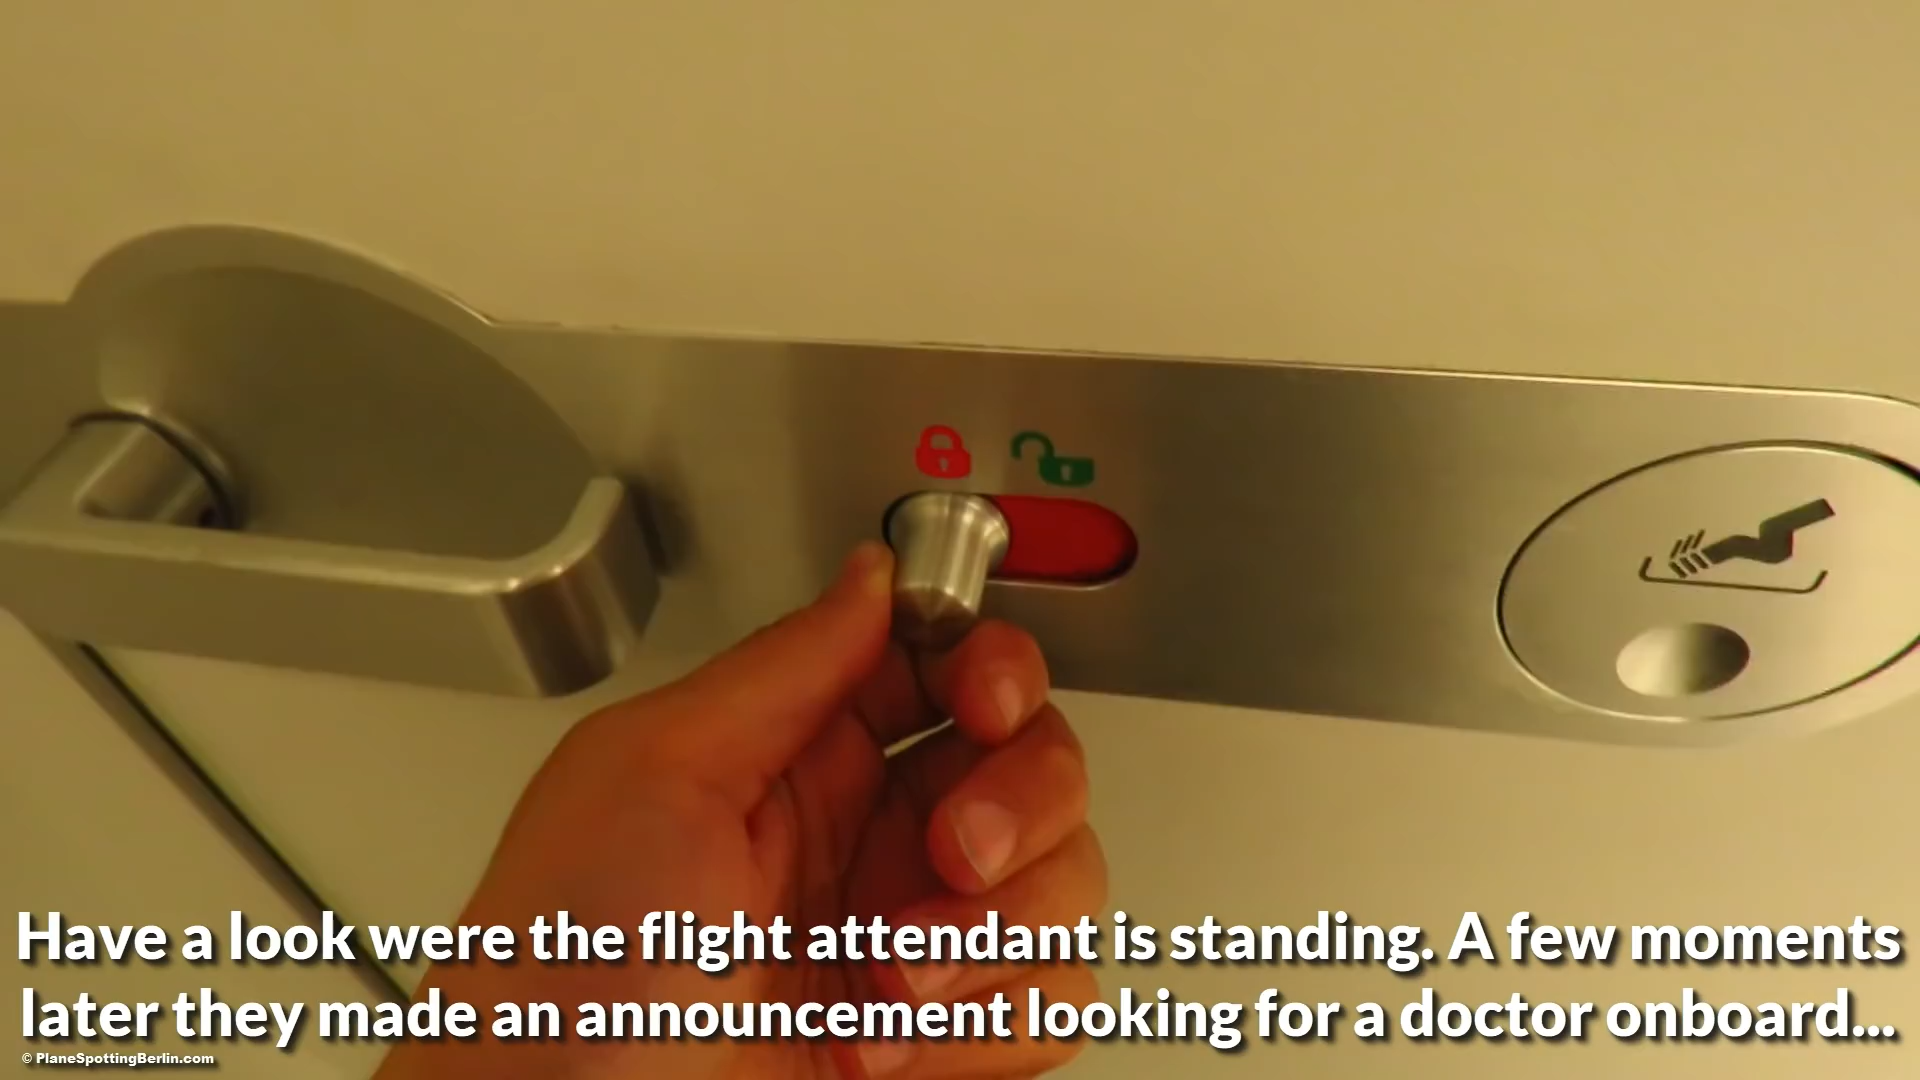 Have a look were the flight attendant is standing. A few moments
later they made an announcement looking for a doctor onboard...
© PlaneSpottingBerlin.com